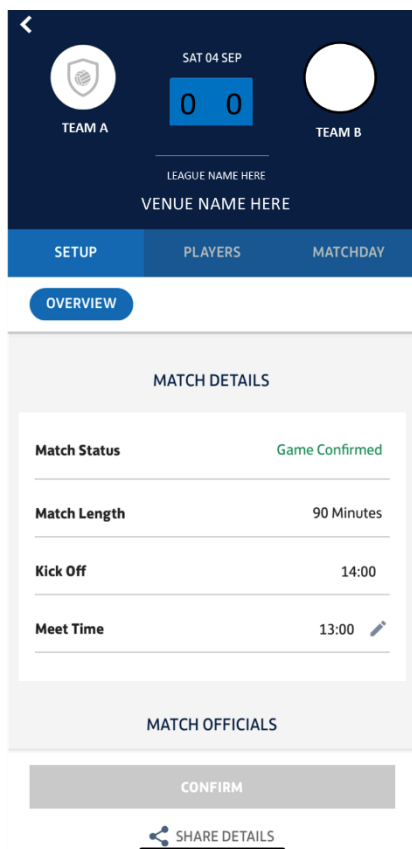 SAT 04 SEP
0 0
TEAM A
TEAM B
LEAGUE NAME HERE
VENUE NAME HERE
SETUP PLAYERS MATCHDAY
OVERVIEW
MATCH DETAILS
Match Status Game Confirmed
Match Length 90 Minutes
Kick Off 14:00
Meet Time 13:00
MATCH OFFICIALS
CONFIRM
SHARE DETAILS